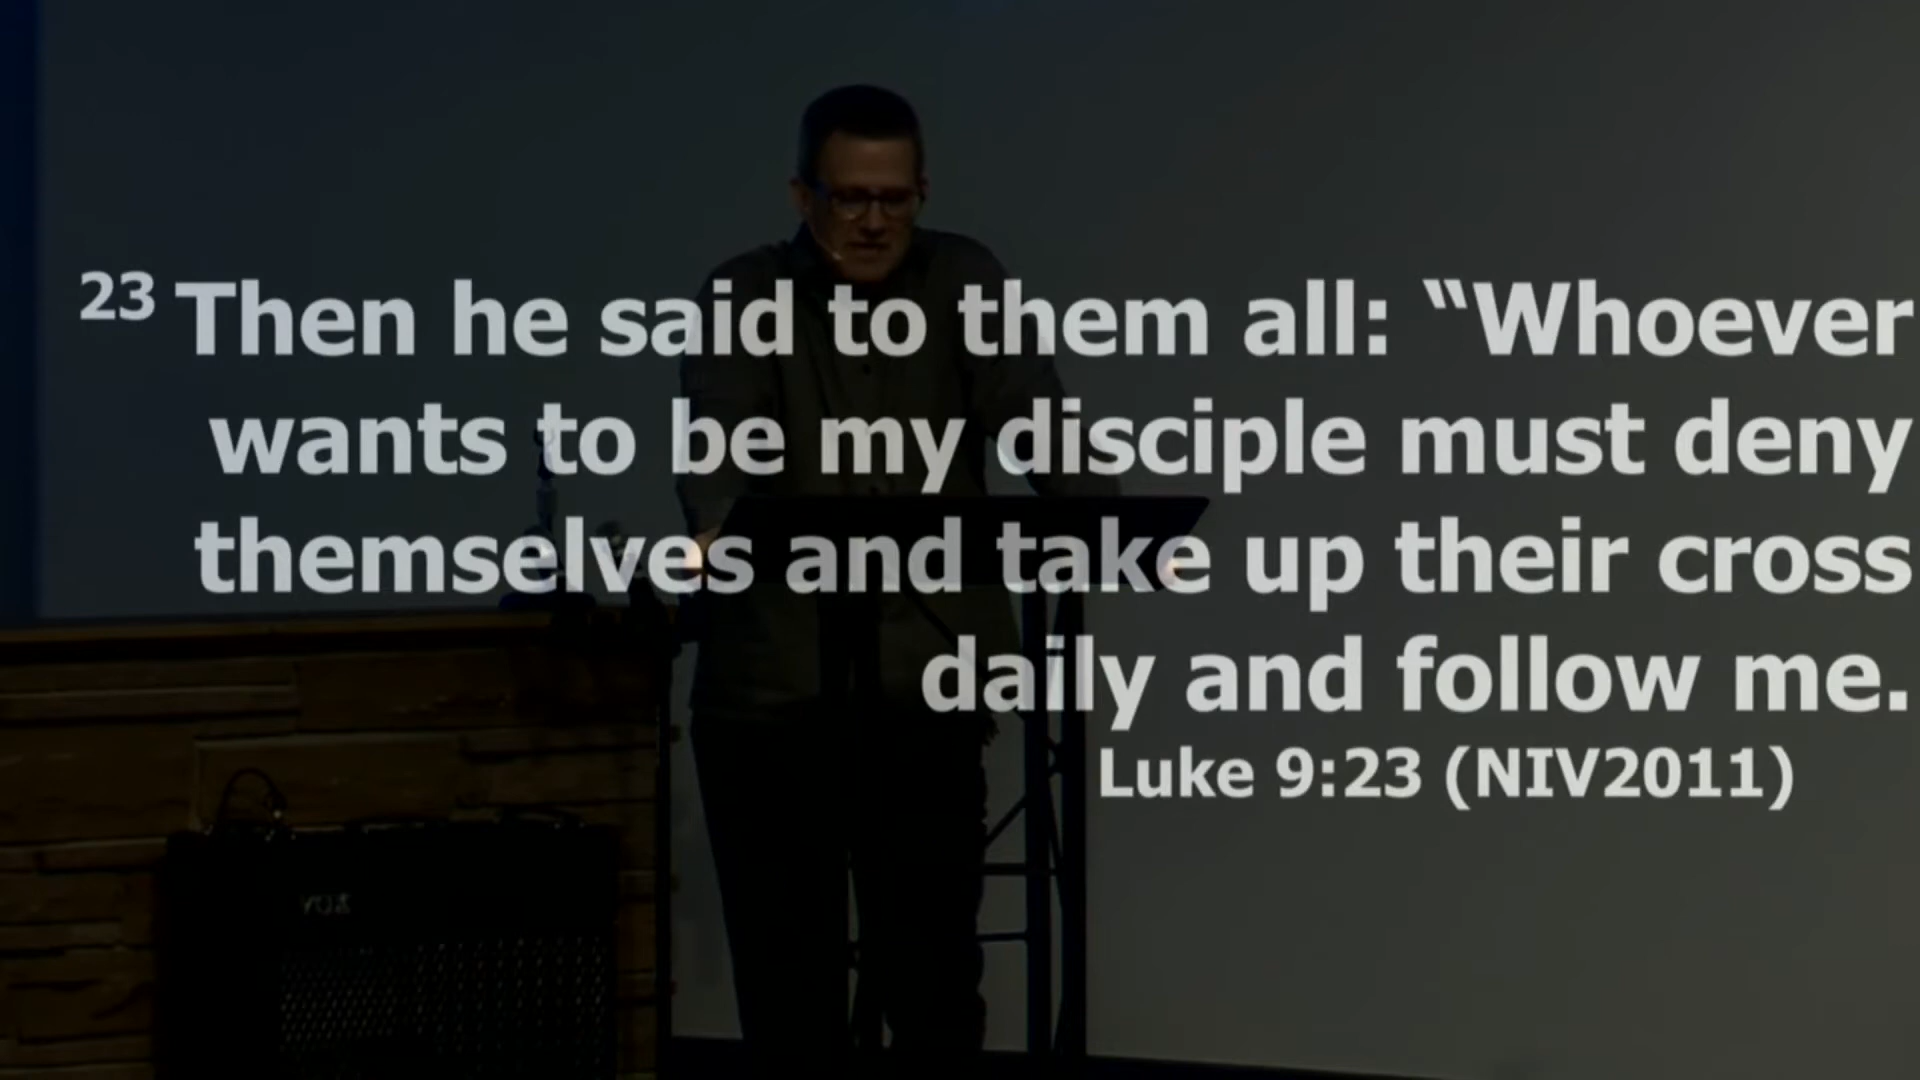 23 Then he said to them all: “Whoever
wants to be my disciple must deny
themselves and take up their cross
daily and follow me.
Luke 9:23 (NIV2011)
VOX